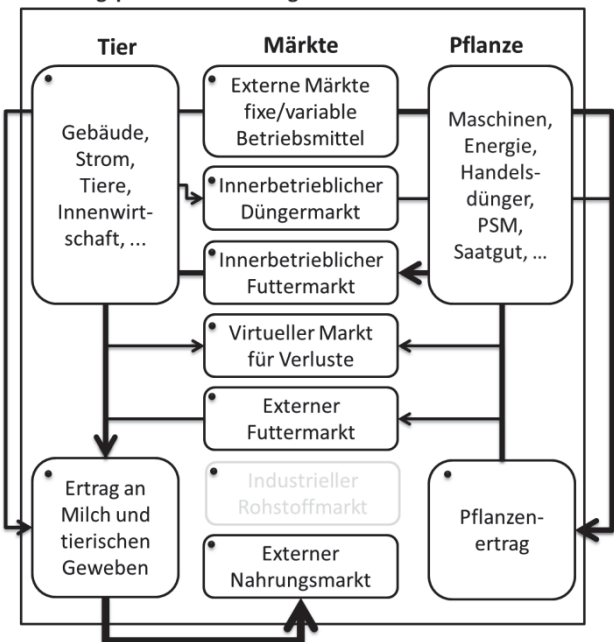 Tier
Märkte
Pflanze
Gebäude,
Strom,
Tiere,
Innenwirt-
schaft, ...
Externe Märkte
fixe/variable
Betriebsmittel
Innerbetrieblicher
Düngermarkt
Innerbetrieblicher
Futtermarkt
Virtueller Markt
für Verluste
Externer
Futtermarkt
Industrieller
Rohstoffmarkt
Externer
Nahrungsmarkt
Maschinen,
Energie,
Handels-
dünger,
PSM,
Saatgut, ...
Ertrag an
Milch und
tierischen
Geweben
Pflanzen-
ertrag